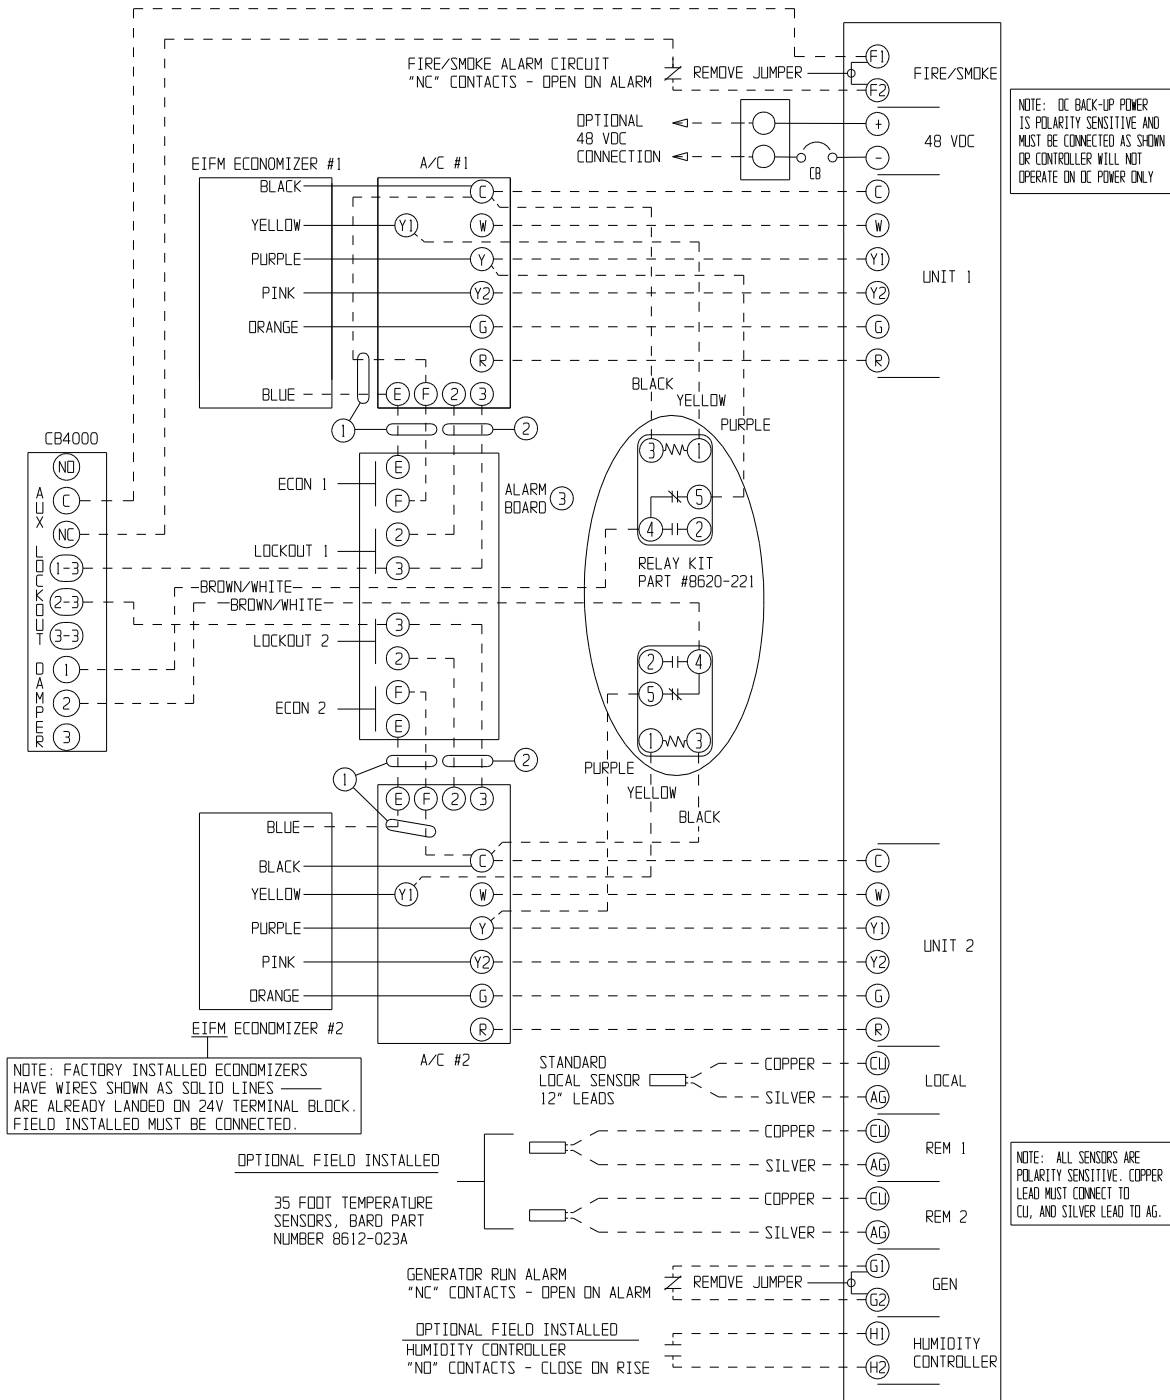 FIRE/SMOKE ALARM CIRCUIT
"NC" CONTACTS - OPEN ON ALARM
REMOVE JUMPER
F1
F2
FIRE/SMOKE
NOTE: DC BACK-UP POWER
IS POLARITY SENSITIVE AND
MUST BE CONNECTED AS SHOWN
OR CONTROLLER WILL NOT
OPERATE ON DC POWER ONLY
OPTIONAL
48 VDC
CONNECTION
CB
+
-
48 VDC
EIFM ECONOMIZER #1
A/C #1
BLACK
YELLOW
PURPLE
PINK
ORANGE
BLUE
C
Y1
W
Y
Y2
G
R
E
F
2
3
C
W
Y1
Y2
G
R
UNIT 1
1
2
BLACK
YELLOW
PURPLE
3
1
5
4
2
RELAY KIT
PART #8620-221
CB4000
NO
C
NC
1-3
2-3
3-3
1
2
3
AUX
LOCKOUT
DAMPER
ECON 1
E
F
LOCKOUT 1
2
3
ALARM
BOARD
3
BROWN/WHITE
BROWN/WHITE
LOCKOUT 2
3
2
ECON 2
F
E
2
4
5
1
3
PURPLE
YELLOW
BLACK
1
2
E
F
2
3
BLUE
BLACK
YELLOW
PURPLE
PINK
ORANGE
C
Y1
W
Y
Y2
G
R
EIFM ECONOMIZER #2
A/C #2
C
W
Y1
Y2
G
R
UNIT 2
NOTE: FACTORY INSTALLED ECONOMIZERS
HAVE WIRES SHOWN AS SOLID LINES
ARE ALREADY LANDED ON 24V TERMINAL BLOCK.
FIELD INSTALLED MUST BE CONNECTED.
STANDARD
LOCAL SENSOR
12" LEADS
COPPER
SILVER
CU
AG
LOCAL
OPTIONAL FIELD INSTALLED
35 FOOT TEMPERATURE
SENSORS, BARD PART
NUMBER 8612-023A
COPPER
SILVER
CU
AG
REM 1
COPPER
SILVER
CU
AG
REM 2
NOTE: ALL SENSORS ARE
POLARITY SENSITIVE. COPPER
LEAD MUST CONNECT TO
CU, AND SILVER LEAD TO AG.
GENERATOR RUN ALARM
"NC" CONTACTS - OPEN ON ALARM
REMOVE JUMPER
G1
G2
GEN
OPTIONAL FIELD INSTALLED
HUMIDITY CONTROLLER
"NO" CONTACTS - CLOSE ON RISE
H1
H2
HUMIDITY
CONTROLLER